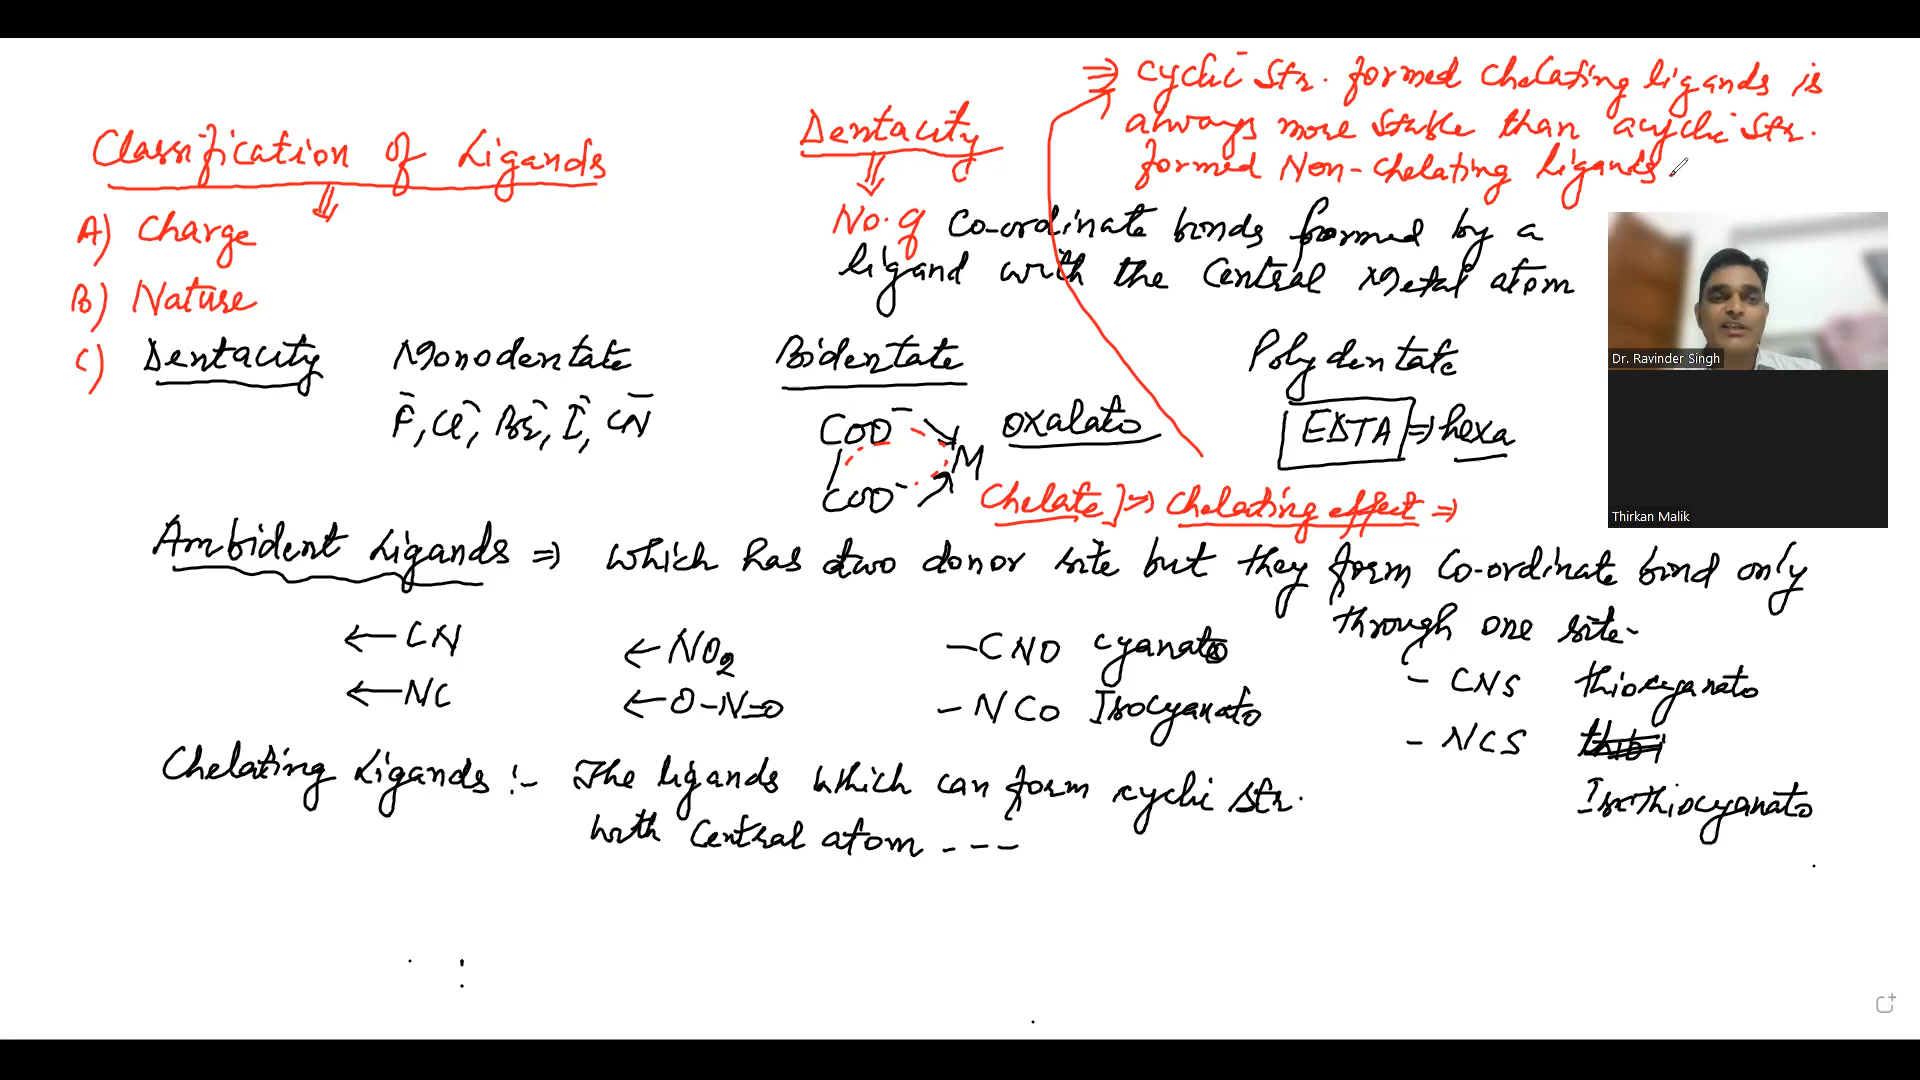 ⇒ cyclic str. formed chelating ligands is
always more stable than acyclic str.
formed Non-chelating ligands.
Classification of Ligands
Dentacity
A) Charge
B) Nature
No. of Co-ordinate bonds formed by a
ligand with the Central Metal atom
C) Dentacity Monodentate Bidentate Polydentate
F⁻, Cl⁻, Br⁻, I⁻, CN⁻
COO⁻
COO⁻
M
oxalato
EDTA ⇒ hexa
Chelate ] → Chelating effect ⇒
Ambident Ligands ⇒ which has two donor site but they form Co-ordinate bond only
through one site-
← CN
← NC
← NO₂
← O-N=O
-CNO cyanato
-NCO Isocyanato
- CNS thiocyanato
- NCS
Isothiocyanato
Chelating Ligands :- The ligands which can form cyclic str.
with Central atom ---
Dr. Ravinder Singh
Thirkan Malik